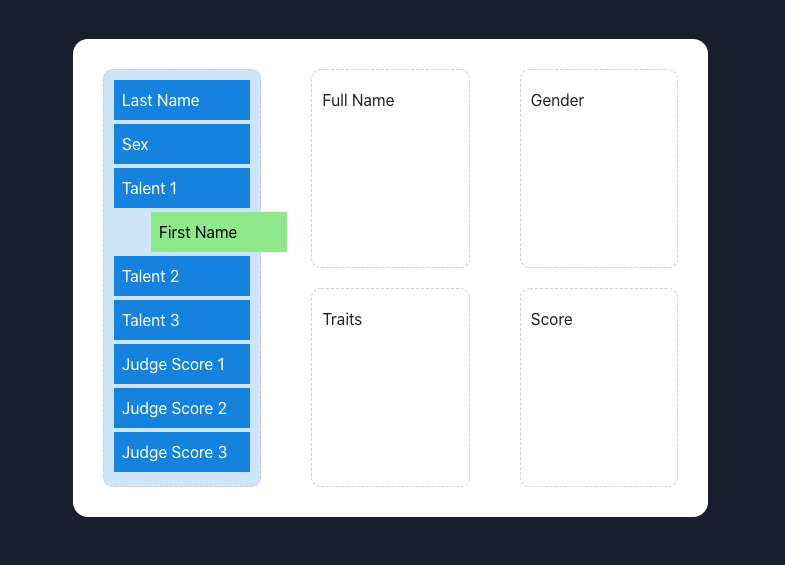 Last Name
Sex
Talent 1
First Name
Talent 2
Talent 3
Judge Score 1
Judge Score 2
Judge Score 3
Full Name
Gender
Traits
Score